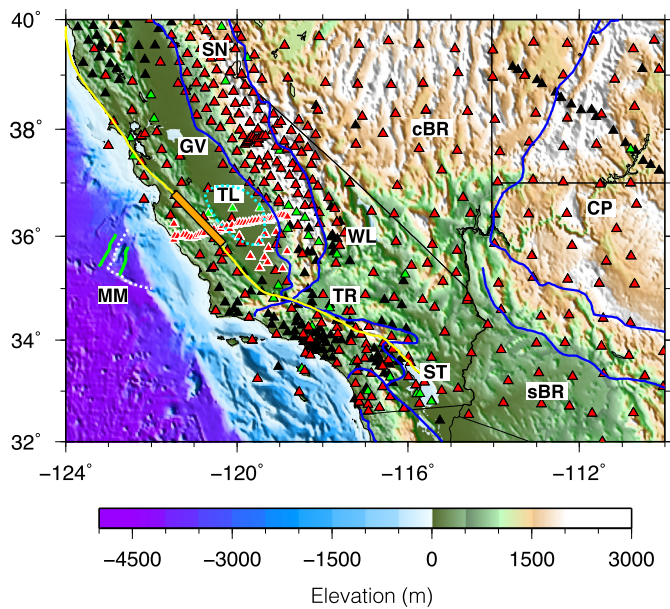 40˚
SN
38˚
cBR
GV
TL
CP
36˚
WL
MM
TR
34˚
ST
sBR
32˚
−124˚ −120˚ −116˚ −112˚
−4500 −3000 −1500 0 1500 3000
Elevation (m)